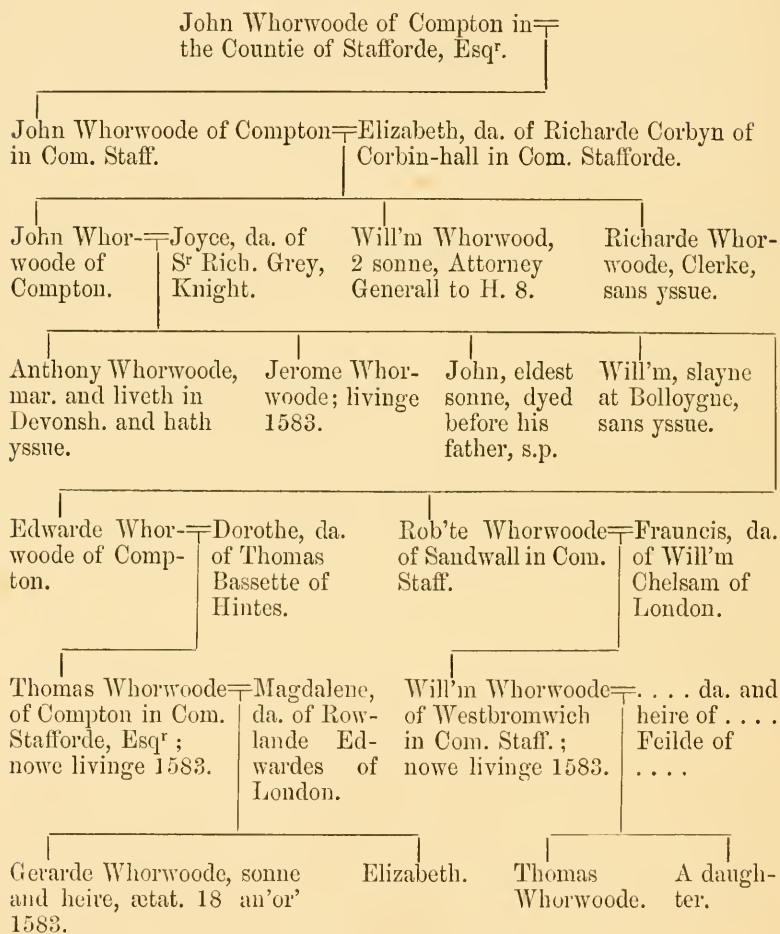 John Whorwoode of Compton in
the Countie of Stafforde, Esqʳ.
John Whorwoode of Compton
in Com. Staff.
Elizabeth, da. of Richarde Corbyn of
Corbin-hall in Com. Stafforde.
John Whor-
woode of
Compton.
Joyce, da. of
Sʳ Rich. Grey,
Knight.
Will'm Whorwood,
2 sonne, Attorney
Generall to H. 8.
Richarde Whor-
woode, Clerke,
sans yssue.
Anthony Whorwoode,
mar. and liveth in
Devonsh. and hath
yssue.
Jerome Whor-
woode; livinge
1583.
John, eldest
sonne, dyed
before his
father, s.p.
Will'm, slayne
at Bolloygne,
sans yssue.
Edwarde Whor-
woode of Comp-
ton.
Dorothe, da.
of Thomas
Bassette of
Hintes.
Rob'te Whorwoode
of Sandwall in Com.
Staff.
Frauncis, da.
of Will'm
Chelsam of
London.
Thomas Whorwoode
of Compton in Com.
Stafforde, Esqʳ;
nowe livinge 1583.
Magdalene,
da. of Row-
lande Ed-
wardes of
London.
Will'm Whorwoode
of Westbromwich
in Com. Staff.;
nowe livinge 1583.
. . . . da. and
heire of . . . .
Feilde of
. . . .
Gerarde Whorwoode, sonne
and heire, ætat. 18 an'or'
1583.
Elizabeth.
Thomas
Whorwoode.
A daugh-
ter.